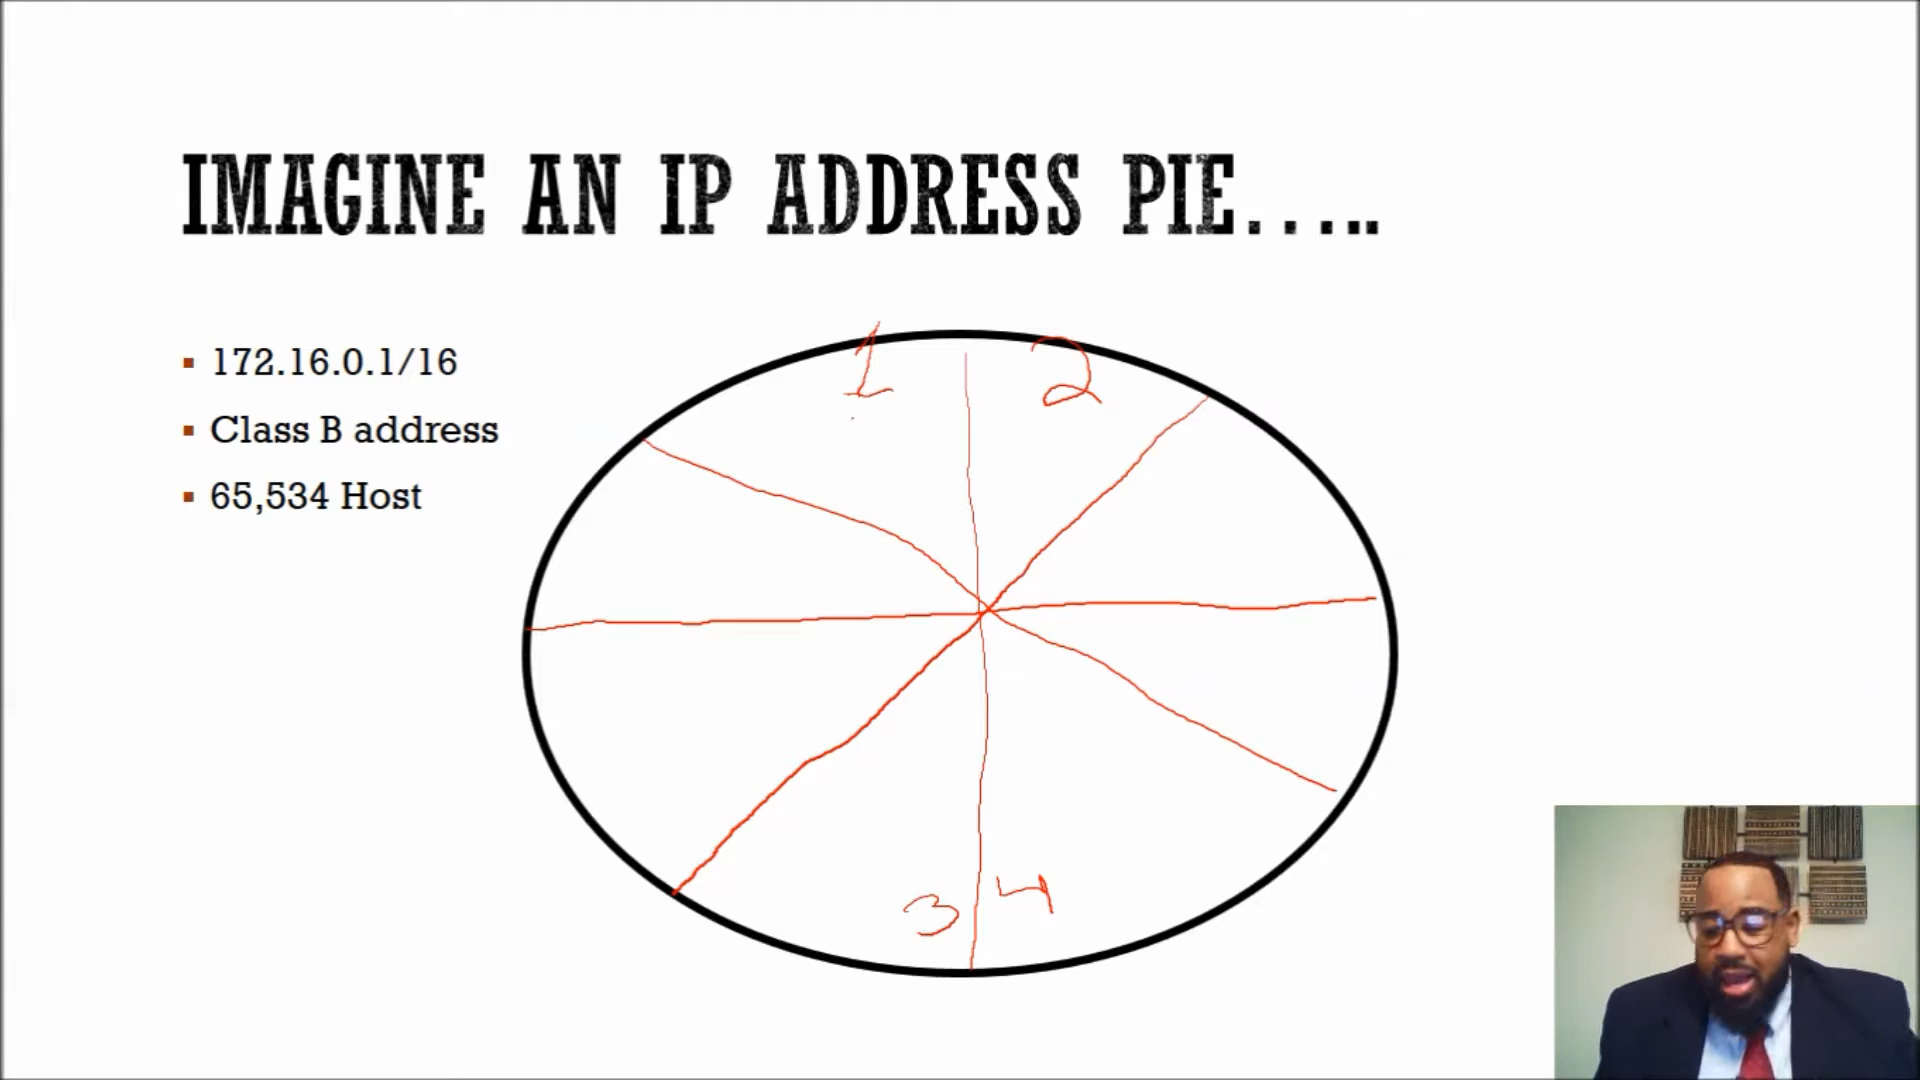 IMAGINE AN IP ADDRESS PIE.....
172.16.0.1/16
Class B address
65,534 Host
1 2
3 4